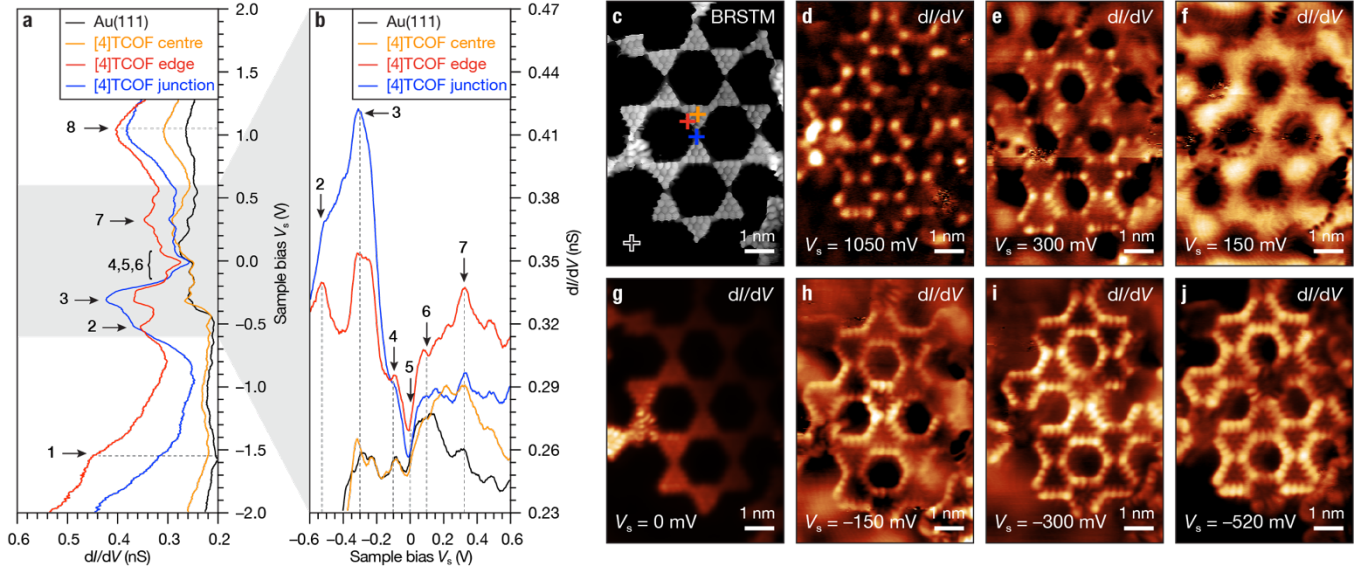 a
Au(111)
[4]TCOF centre
[4]TCOF edge
[4]TCOF junction
8
7
4,5,6
3
2
1
2.0
1.5
1.0
0.5
0.0
−0.5
−1.0
−1.5
−2.0
Sample bias Vs (V)
0.5 0.4 0.3 0.2
dI/dV (nS)
b
Au(111)
[4]TCOF centre
[4]TCOF edge
[4]TCOF junction
3
2
7
6
4
5
0.47
0.44
0.41
0.38
0.35
0.32
0.29
0.26
0.23
dI/dV (nS)
−0.6 −0.4 −0.2 0 0.2 0.4 0.6
Sample bias Vs (V)
c BRSTM
1 nm
d dI/dV
Vs = 1050 mV 1 nm
e dI/dV
Vs = 300 mV 1 nm
f dI/dV
Vs = 150 mV 1 nm
g dI/dV
Vs = 0 mV 1 nm
h dI/dV
Vs = −150 mV 1 nm
i dI/dV
Vs = −300 mV 1 nm
j dI/dV
Vs = −520 mV 1 nm